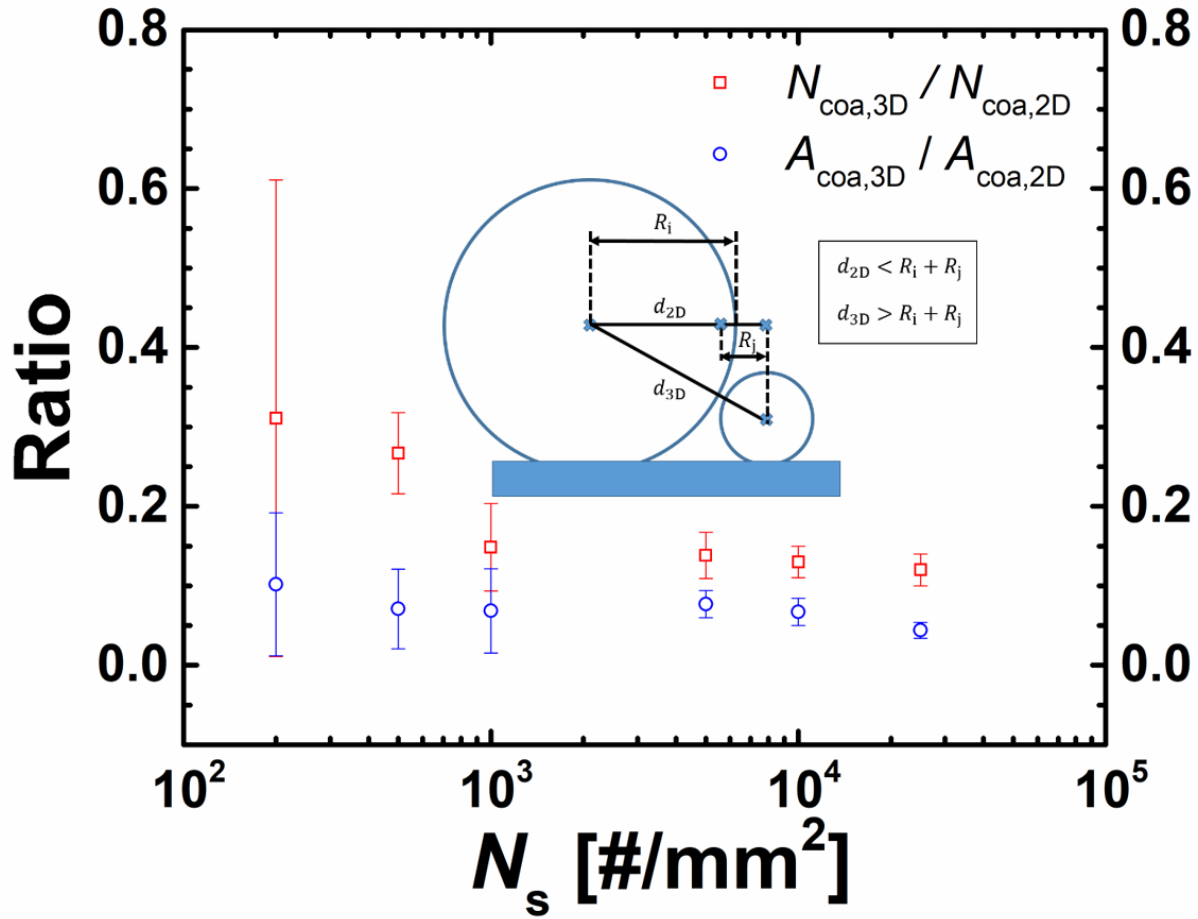 0.8
0.6
0.4
0.2
0.0
Ratio
0.8
0.6
0.4
0.2
0.0
N_coa,3D / N_coa,2D
A_coa,3D / A_coa,2D
R_i
d_2D
R_j
d_3D
d_2D < R_i + R_j
d_3D > R_i + R_j
10^2
10^3
10^4
10^5
N_s [#/mm^2]